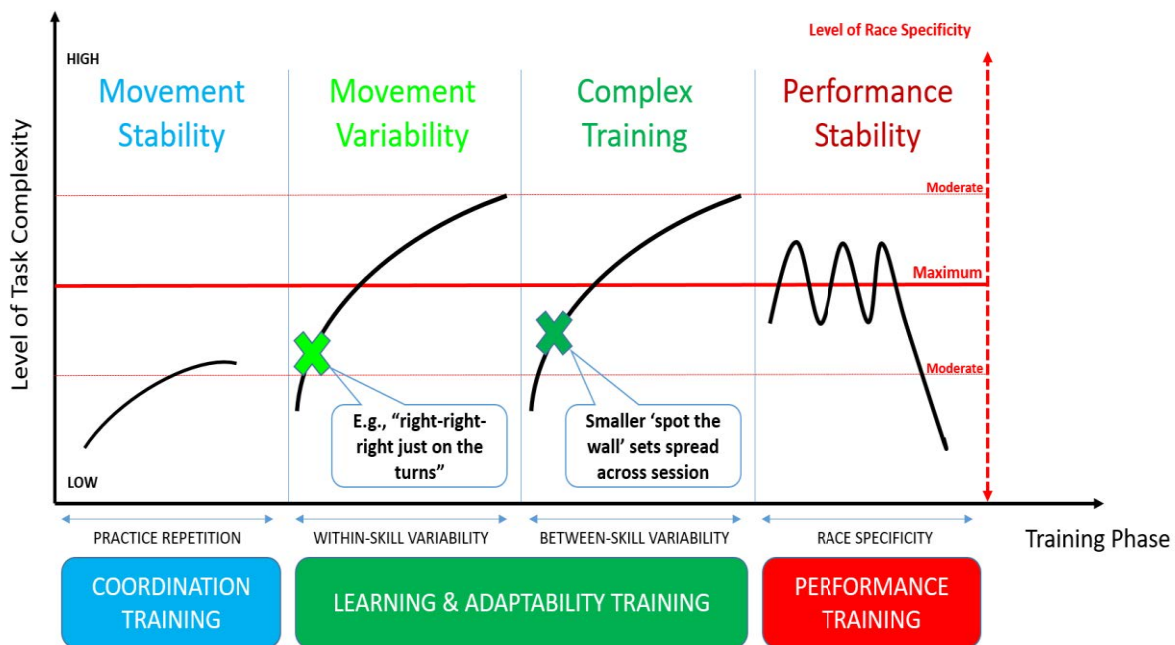 Level of Race Specificity
HIGH
Movement
Stability
Movement
Variability
Complex
Training
Performance
Stability
Level of Task Complexity
Moderate
Maximum
Moderate
E.g., “right-right-
right just on the
turns”
Smaller ‘spot the
wall’ sets spread
across session
LOW
PRACTICE REPETITION
WITHIN-SKILL VARIABILITY
BETWEEN-SKILL VARIABILITY
RACE SPECIFICITY
Training Phase
COORDINATION
TRAINING
LEARNING & ADAPTABILITY TRAINING
PERFORMANCE
TRAINING